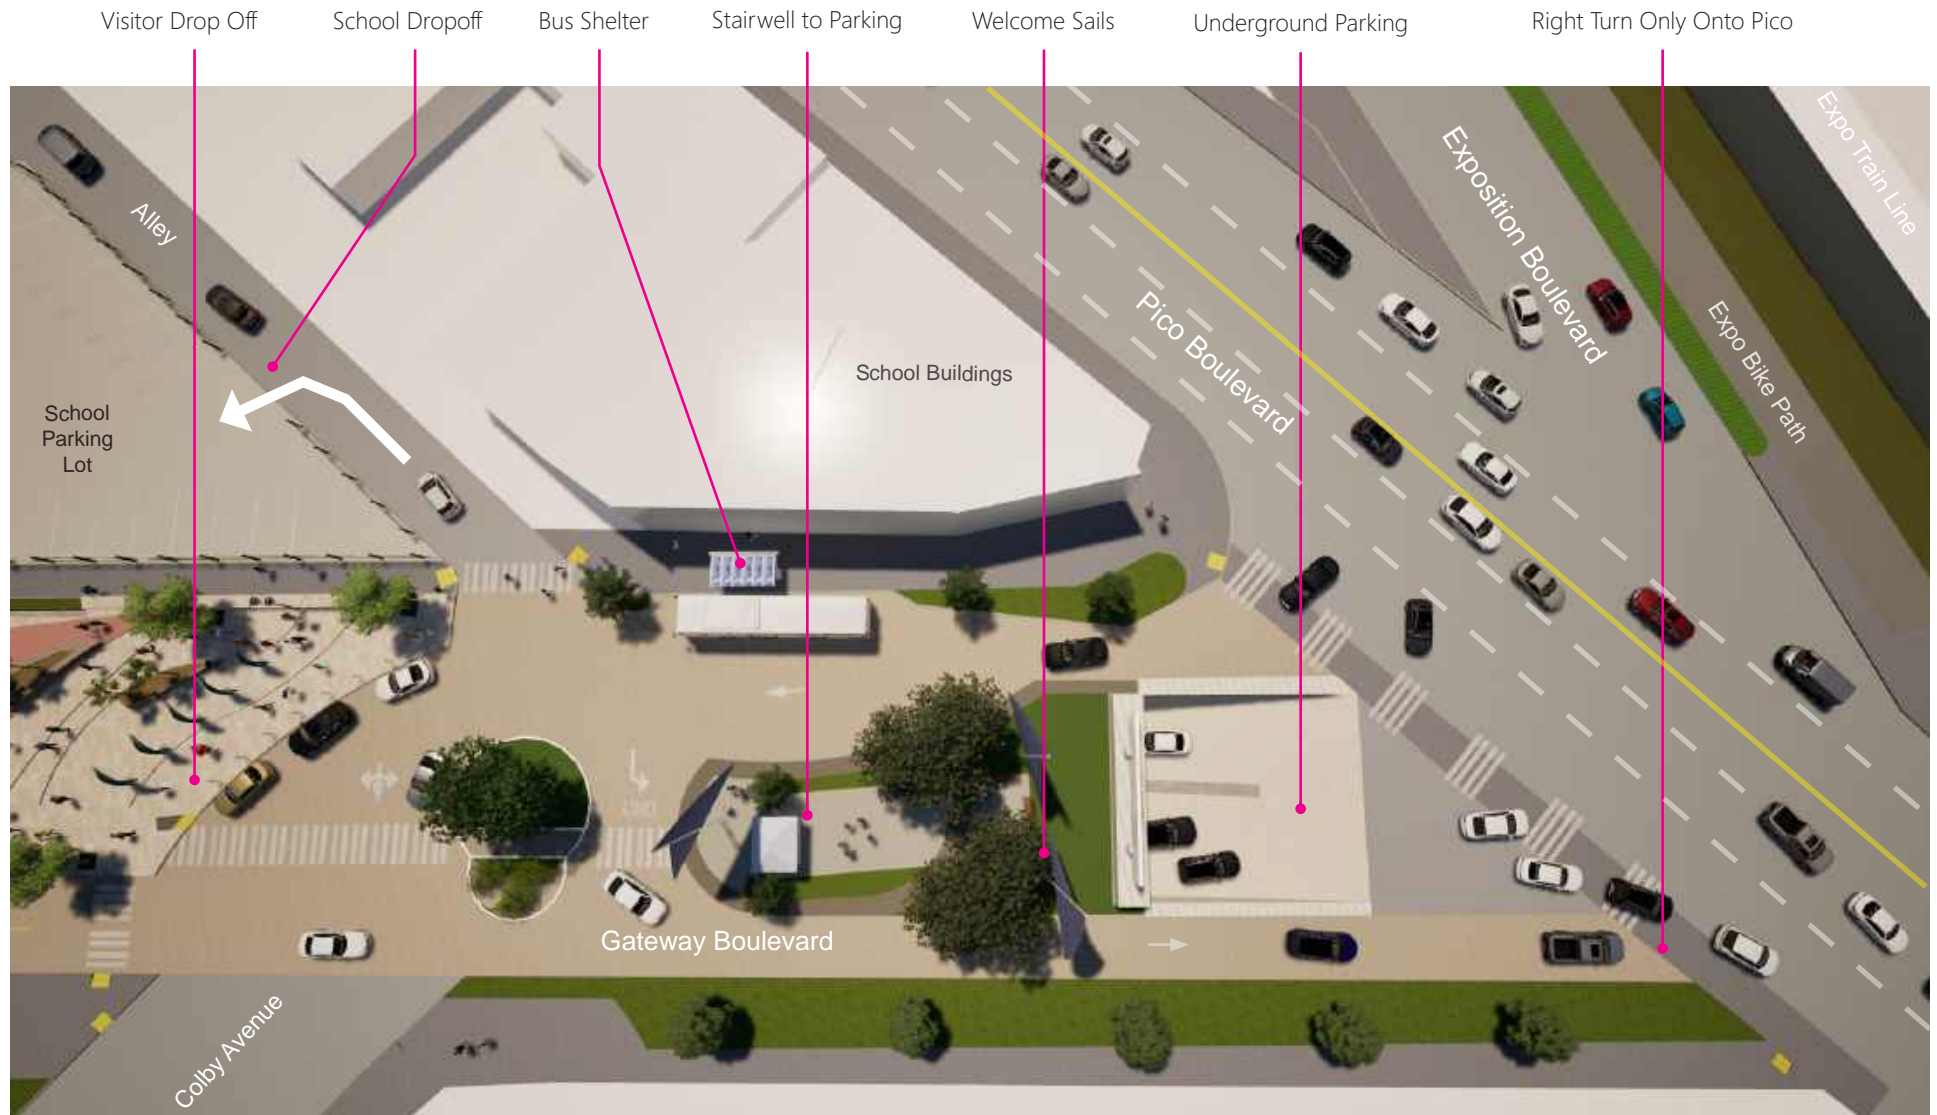 Visitor Drop Off
School Dropoff
Bus Shelter
Stairwell to Parking
Welcome Sails
Underground Parking
Right Turn Only Onto Pico
Expo Train Line
Exposition Boulevard
Alley
Pico Boulevard
Expo Bike Path
School Buildings
School
Parking
Lot
Gateway Boulevard
Colby Avenue